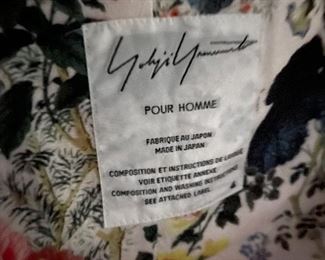 Yohji Yamamoto
POUR HOMME
FABRIQUE AU JAPON
MADE IN JAPAN
COMPOSITION ET INSTRUCTIONS DE LAVAGE
VOIR ETIQUETTE ANNEXE
COMPOSITION AND WASHING INSTRUCTIONS
SEE ATTACHED LABEL